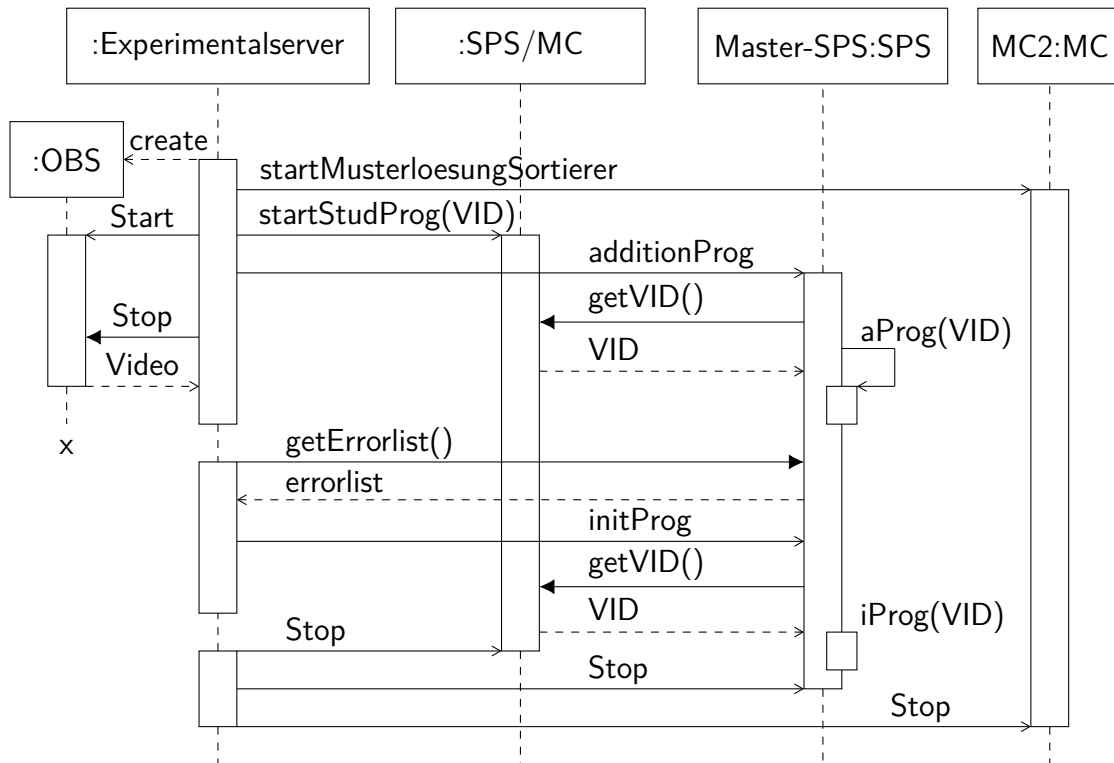 :Experimentalserver
:SPS/MC
Master-SPS:SPS
MC2:MC
:OBS
create
startMusterloesungSortierer
Start
startStudProg(VID)
additionProg
getVID()
Stop
aProg(VID)
VID
Video
x
getErrorlist()
errorlist
initProg
getVID()
VID
iProg(VID)
Stop
Stop
Stop